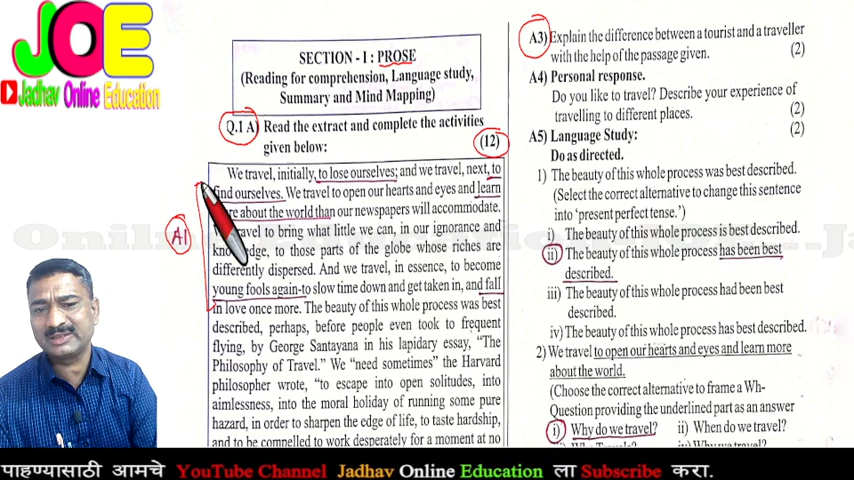 JOE
Jadhav Online Education
SECTION - I : PROSE
(Reading for comprehension, Language study,
Summary and Mind Mapping)
Q.1 A) Read the extract and complete the activities
given below: (12)
A1
We travel, initially, to lose ourselves; and we travel, next, to
find ourselves. We travel to open our hearts and eyes and learn
more about the world than our newspapers will accommodate.
We travel to bring what little we can, in our ignorance and
knowledge, to those parts of the globe whose riches are
differently dispersed. And we travel, in essence, to become
young fools again-to slow time down and get taken in, and fall
in love once more. The beauty of this whole process was best
described, perhaps, before people even took to frequent
flying, by George Santayana in his lapidary essay, “The
Philosophy of Travel.” We “need sometimes” the Harvard
philosopher wrote, “to escape into open solitudes, into
aimlessness, into the moral holiday of running some pure
hazard, in order to sharpen the edge of life, to taste hardship,
and to be compelled to work desperately for a moment at no
A3) Explain the difference between a tourist and a traveller
with the help of the passage given. (2)
A4) Personal response.
Do you like to travel? Describe your experience of
travelling to different places. (2)
A5) Language Study: (2)
Do as directed.
1) The beauty of this whole process was best described.
(Select the correct alternative to change this sentence
into ‘present perfect tense.’)
i) The beauty of this whole process is best described.
ii) The beauty of this whole process has been best
described.
iii) The beauty of this whole process had been best
described.
iv) The beauty of this whole process has best described.
2) We travel to open our hearts and eyes and learn more
about the world.
(Choose the correct alternative to frame a Wh-
Question providing the underlined part as an answer
i) Why do we travel? ii) When do we travel?
पाहण्यासाठी आमचे YouTube Channel Jadhav Online Education ला Subscribe करा.